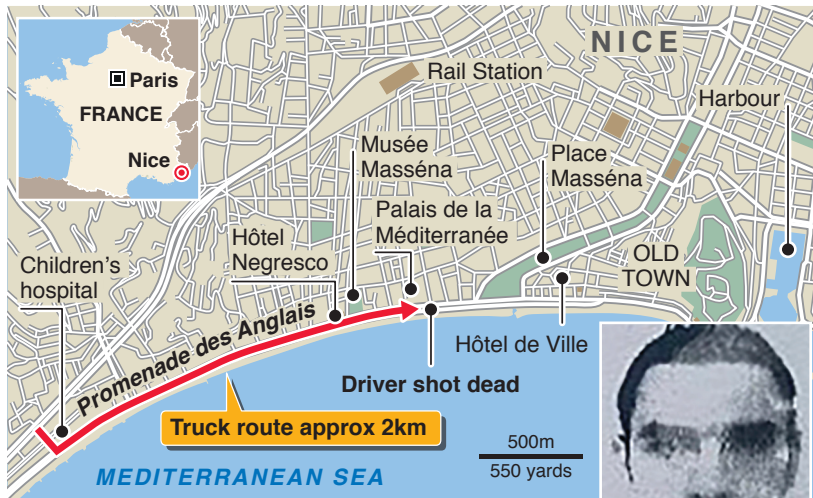 Paris
FRANCE
Nice
NICE
Rail Station
Harbour
Musée
Masséna
Place
Masséna
Palais de la
Méditerranée
Hôtel
Negresco
Children's
hospital
OLD
TOWN
Promenade des Anglais
Hôtel de Ville
Driver shot dead
Truck route approx 2km
500m
550 yards
MEDITERRANEAN SEA